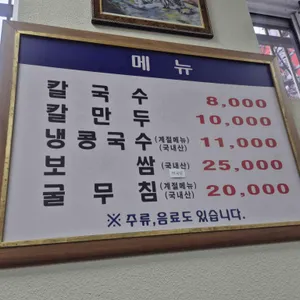 메뉴
칼국수 8,000
칼만두 10,000
냉콩국수 (계절메뉴) (국내산) 11,000
보쌈 (국내산) 25,000
굴무침 (계절메뉴) (국내산) 20,000
※ 주류,음료도 있습니다.